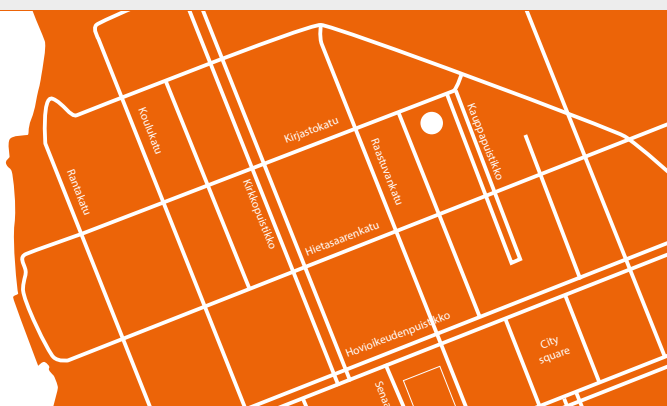 Koulukatu
Kirjastokatu
Kauppapuistikko
Rantakatu
Raastuvankatu
Kirkkopuistikko
Hietasaarenkatu
Hovioikeudenpuistikko
City
square